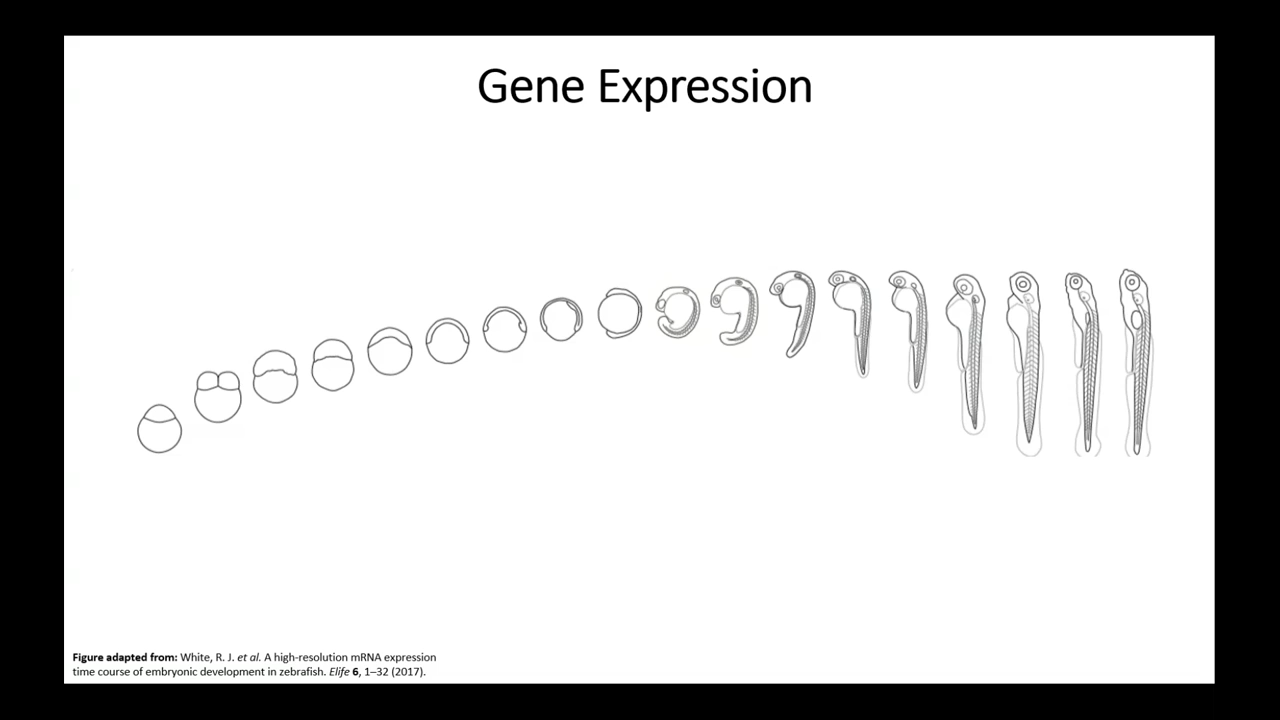 Gene Expression
Figure adapted from: White, R. J. et al. A high-resolution mRNA expression
time course of embryonic development in zebrafish. Elife 6, 1–32 (2017).